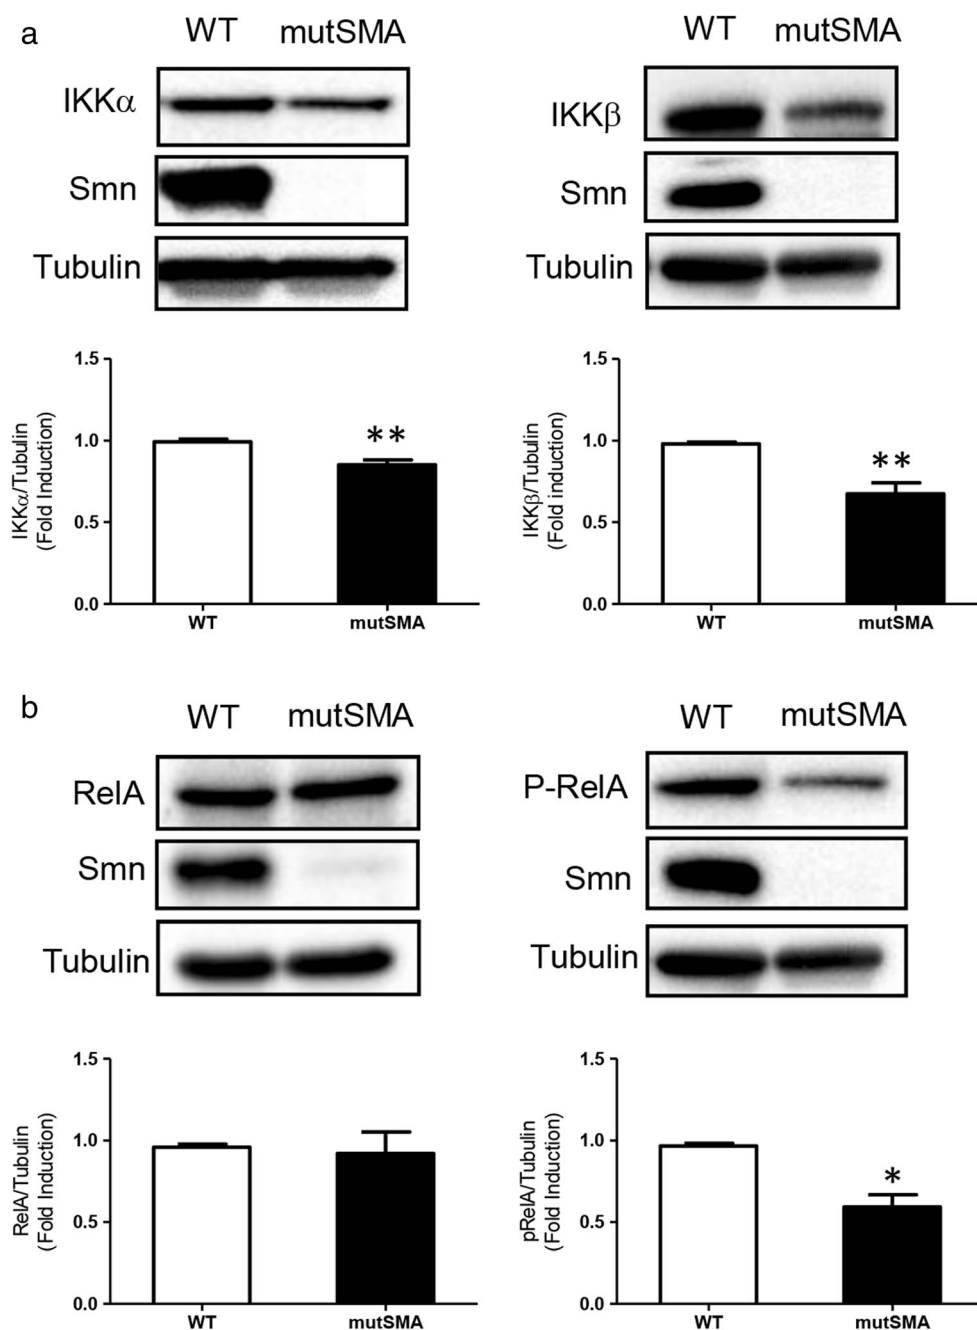 a
WT mutSMA
IKKα
Smn
Tubulin
1.5
1.0
0.5
0.0
IKKα/Tubulin
(Fold Induction)
**
WT mutSMA
WT mutSMA
IKKβ
Smn
Tubulin
1.5
1.0
0.5
0.0
IKKβ/Tubulin
(Fold induction)
**
WT mutSMA
b
WT mutSMA
RelA
Smn
Tubulin
1.5
1.0
0.5
0.0
RelA/Tubulin
(Fold Induction)
WT mutSMA
WT mutSMA
P-RelA
Smn
Tubulin
1.5
1.0
0.5
0.0
pRelA/Tubulin
(Fold Induction)
*
WT mutSMA